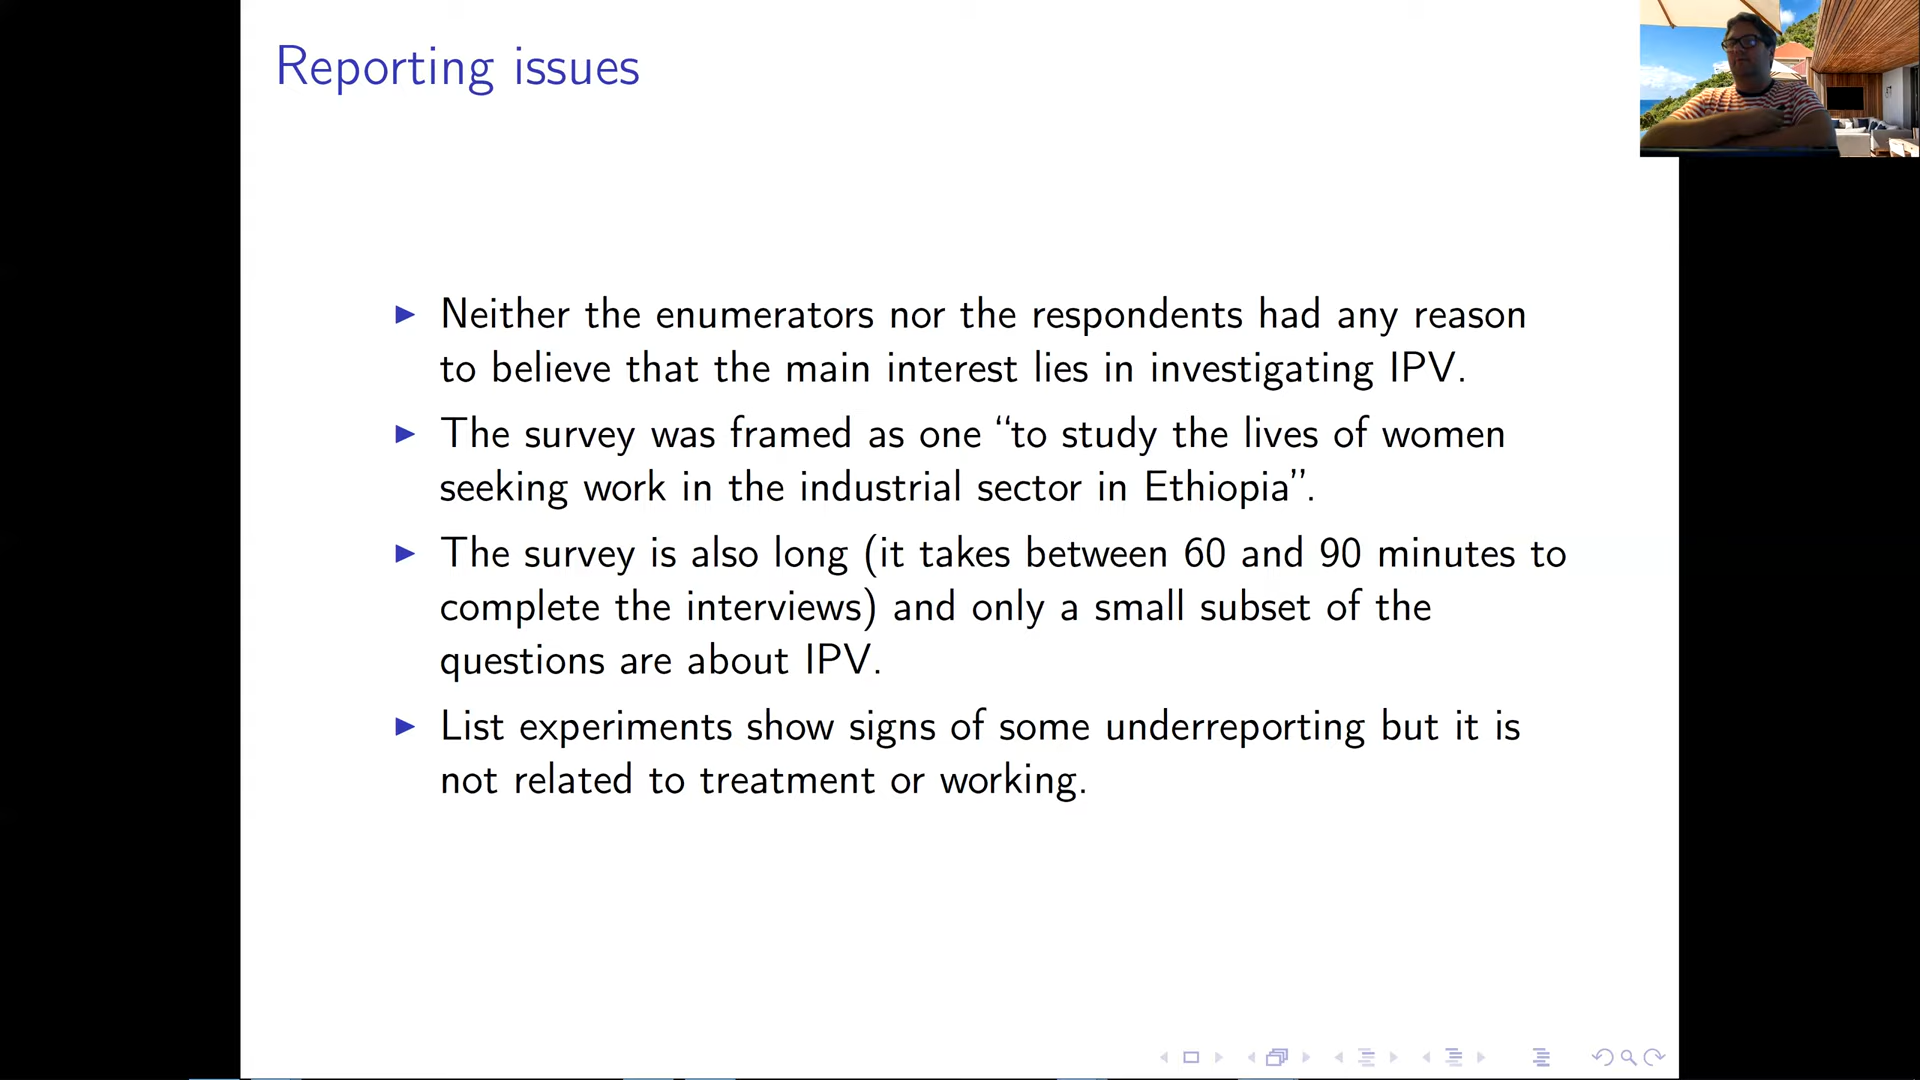 Reporting issues
Neither the enumerators nor the respondents had any reason
to believe that the main interest lies in investigating IPV.
The survey was framed as one “to study the lives of women
seeking work in the industrial sector in Ethiopia”.
The survey is also long (it takes between 60 and 90 minutes to
complete the interviews) and only a small subset of the
questions are about IPV.
List experiments show signs of some underreporting but it is
not related to treatment or working.